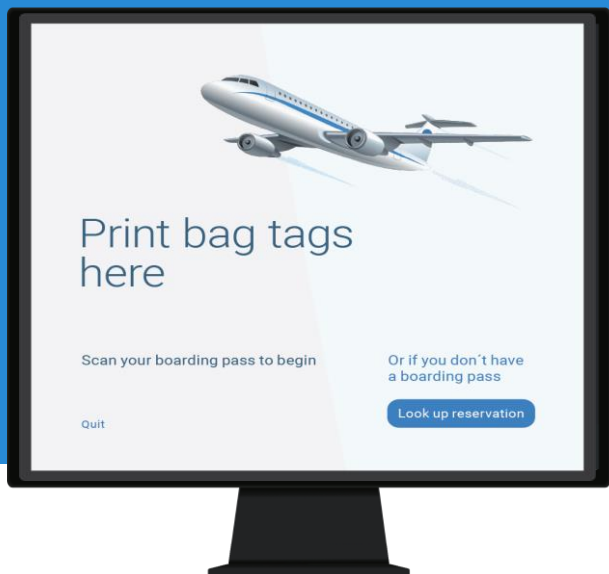 Print bag tags
here
Scan your boarding pass to begin
Or if you don´t have
a boarding pass
Look up reservation
Quit